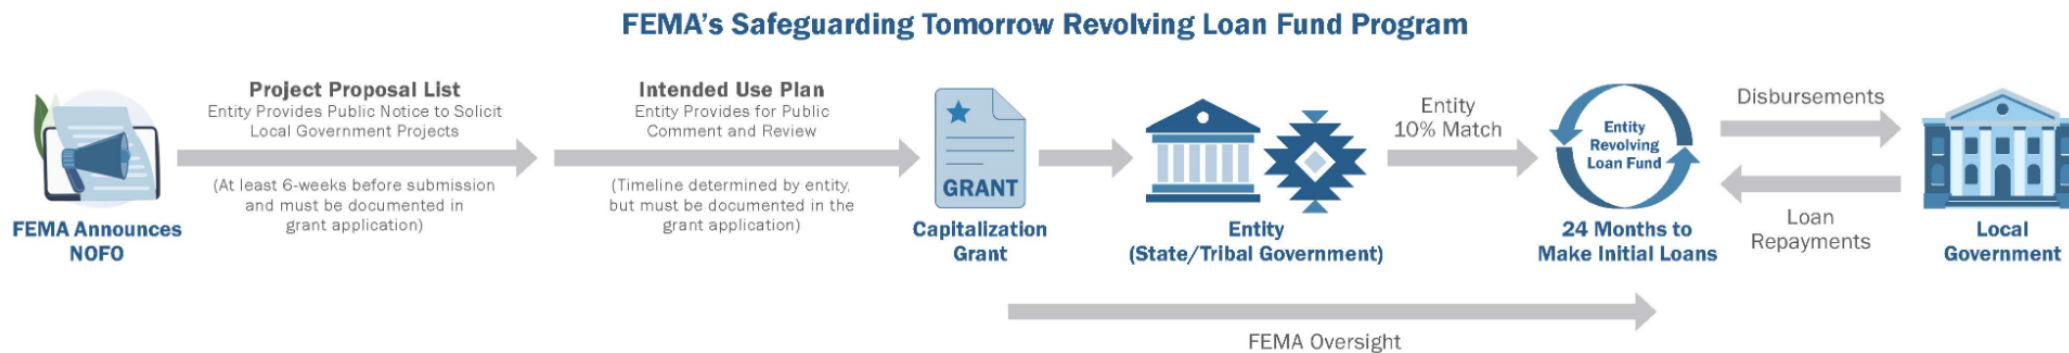 FEMA's Safeguarding Tomorrow Revolving Loan Fund Program
FEMA Announces
NOFO
Project Proposal List
Entity Provides Public Notice to Solicit
Local Government Projects
(At least 6-weeks before submission
and must be documented in
grant application)
Intended Use Plan
Entity Provides for Public
Comment and Review
(Timeline determined by entity,
but must be documented in the
grant application)
GRANT
Capitalization
Grant
Entity
(State/Tribal Government)
Entity
10% Match
Entity
Revolving
Loan Fund
24 Months to
Make Initial Loans
Disbursements
Loan
Repayments
Local
Government
FEMA Oversight